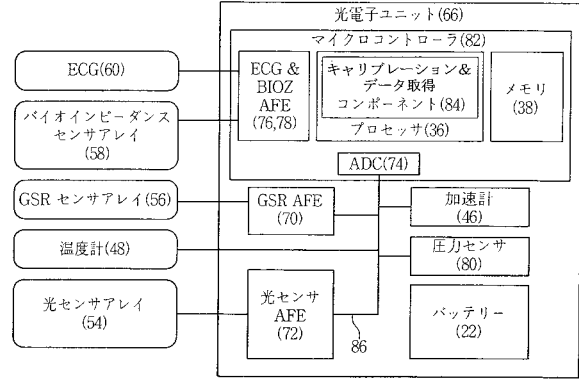 光電子ユニット(66)
マイクロコントローラ(82)
ECG(60)
ECG &
BIOZ
AFE
(76,78)
キャリブレーション&
データ取得
コンポーネント(84)
プロセッサ(36)
メモリ
(38)
バイオインピーダンス
センサアレイ
(58)
ADC(74)
GSR センサアレイ(56)
GSR AFE
(70)
加速計
(46)
温度計(48)
圧力センサ
(80)
光センサアレイ
(54)
光センサ
AFE
(72)
86
バッテリー
(22)